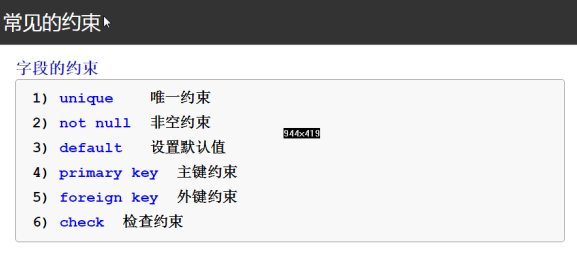 常见的约束
字段的约束
1) unique 唯一约束
2) not null 非空约束
944×419
3) default 设置默认值
4) primary key 主键约束
5) foreign key 外键约束
6) check 检查约束